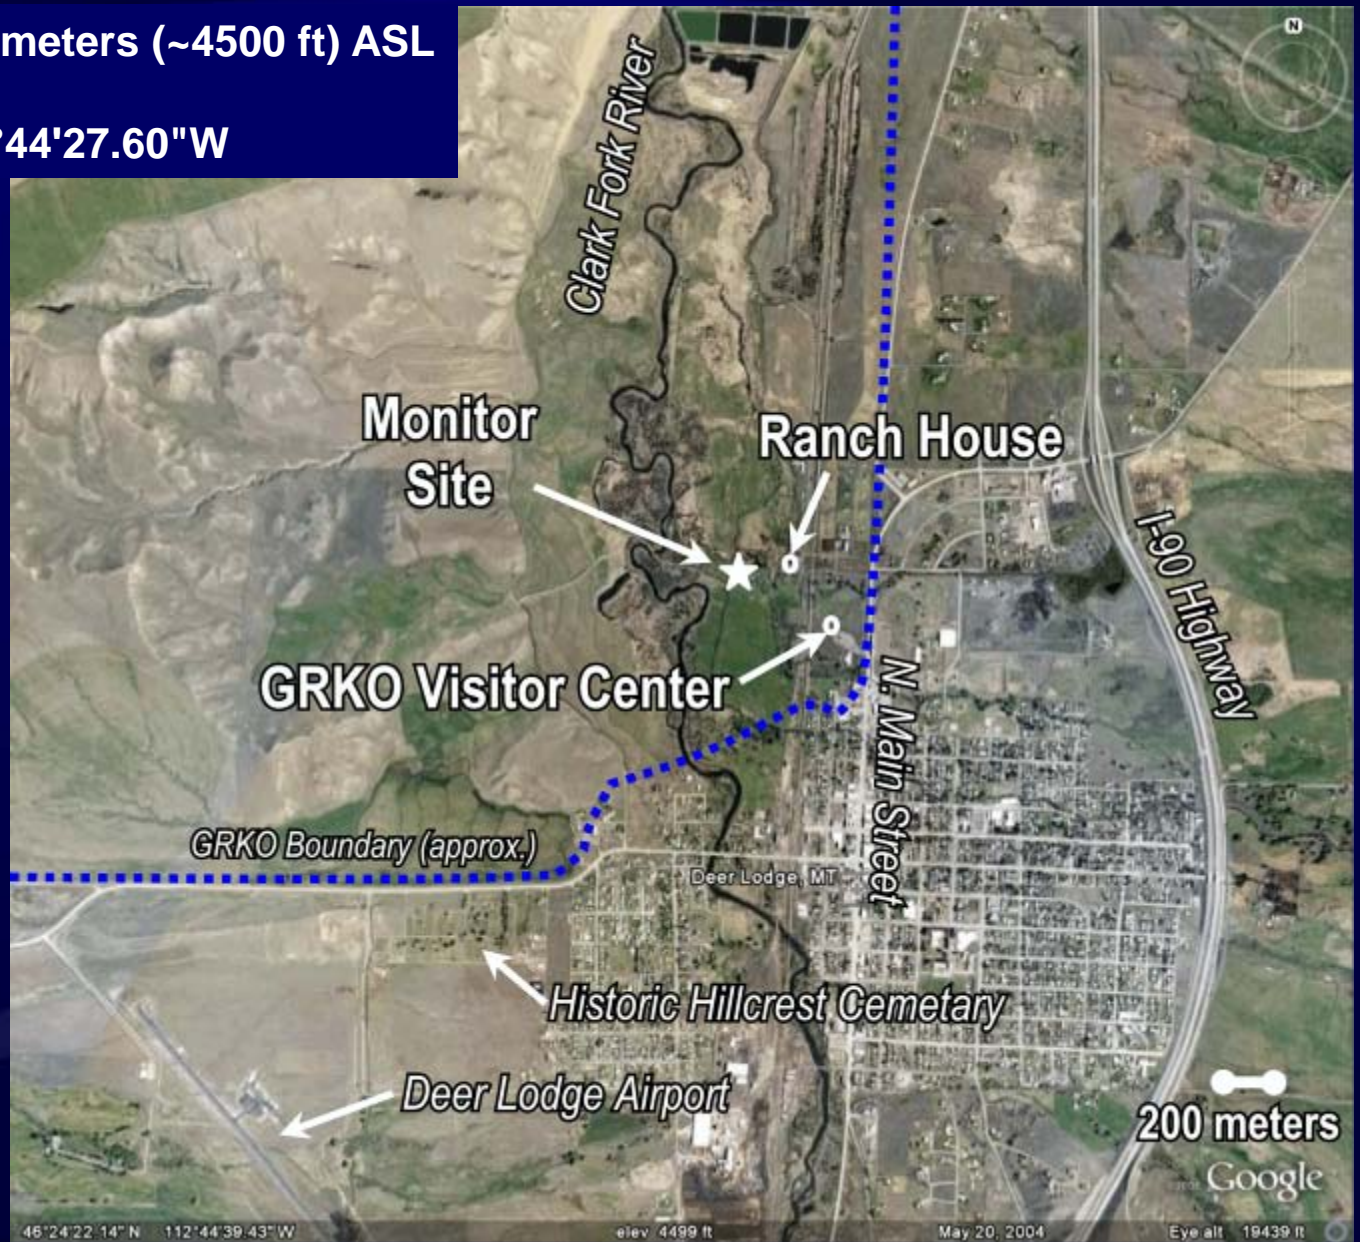 meters (~4500 ft) ASL
°44'27.60"W
N
Clark Fork River
Monitor
Site
Ranch House
I-90 Highway
GRKO Visitor Center
N. Main Street
GRKO Boundary (approx.)
Deer Lodge, MT
Historic Hillcrest Cemetary
Deer Lodge Airport
200 meters
Google
46°24'22.14" N 112°44'39.43" W
elev 4499 ft
May 20, 2004
Eye alt 19439 ft